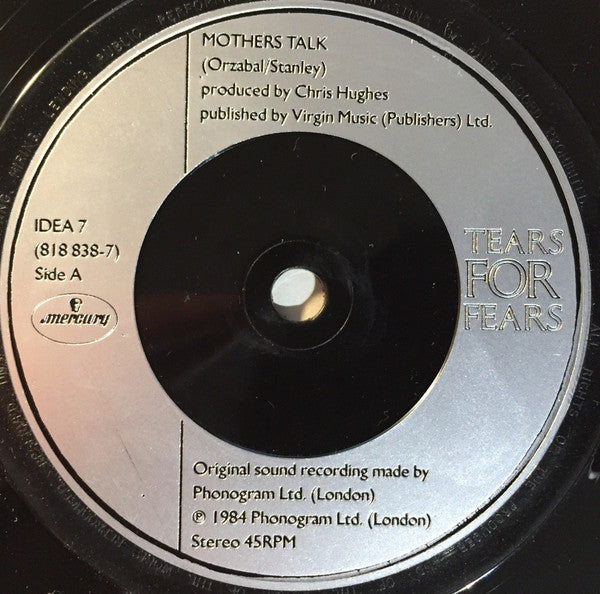 MOTHERS TALK
(Orzabal/Stanley)
produced by Chris Hughes
published by Virgin Music (Publishers) Ltd.
IDEA 7
(818 838-7)
Side A
mercury
TEARS
FOR
FEARS
Original sound recording made by
Phonogram Ltd. (London)
℗ 1984 Phonogram Ltd. (London)
Stereo 45RPM